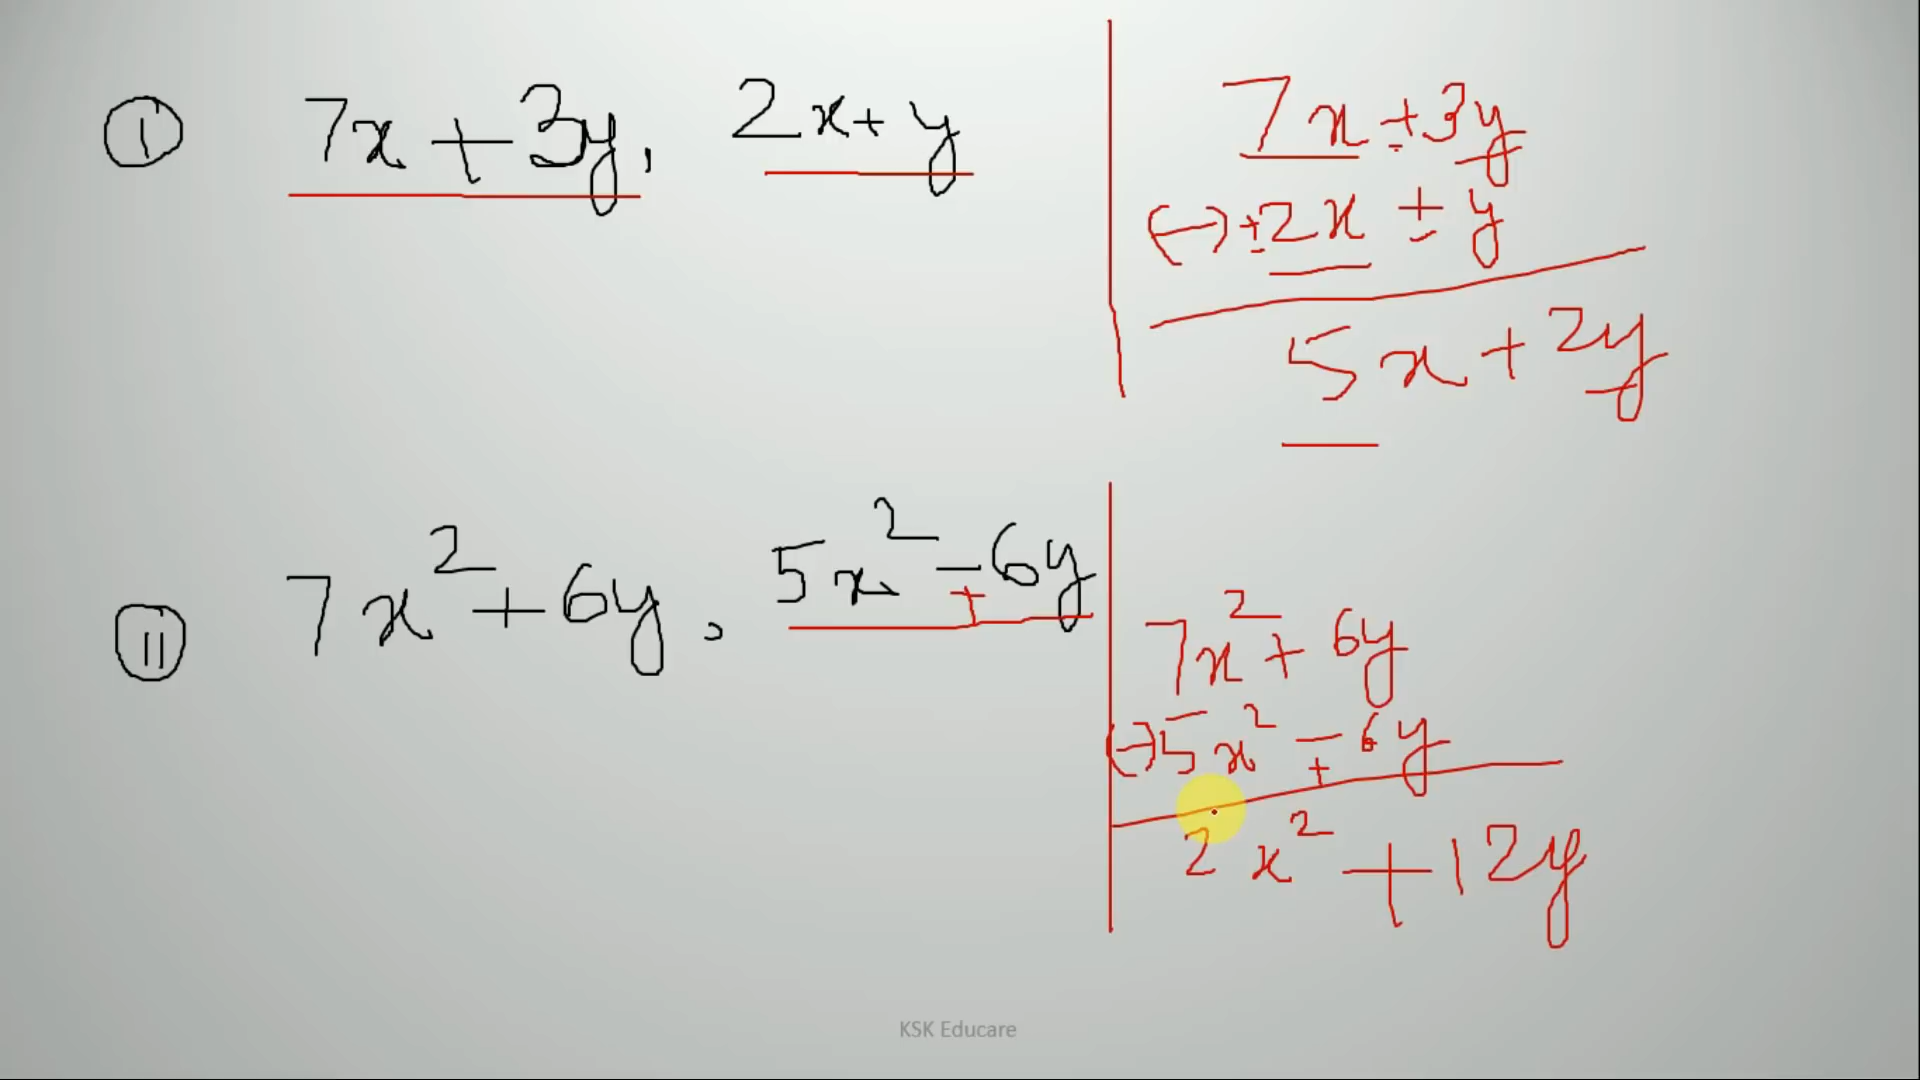 ① 7x + 3y, 2x + y
7x + 3y
(-) ± 2x ± y
5x + 2y
⑪ 7x² + 6y, 5x² - 6y
+
7x² + 6y
(-) 5x² - 6y
+
2x² + 12y
KSK Educare